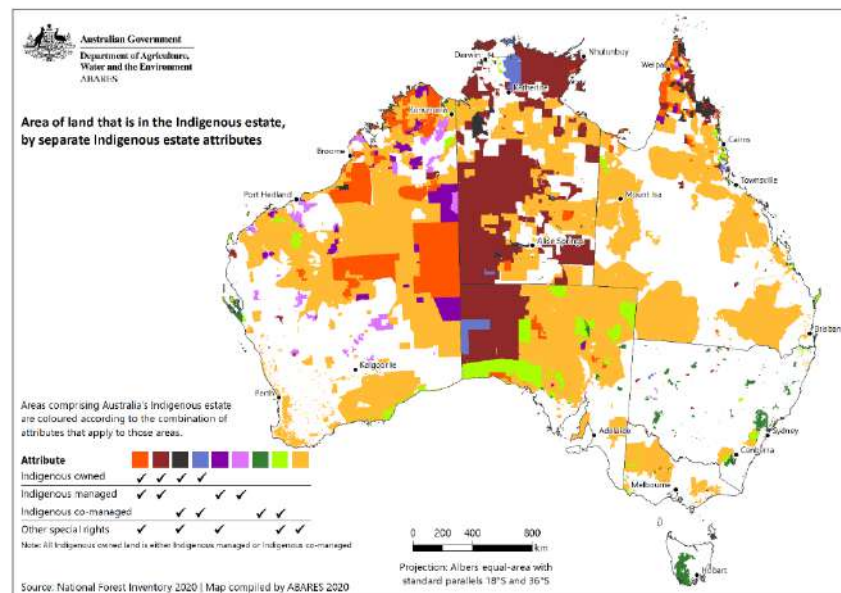 Australian Government
Department of Agriculture,
Water and the Environment
ABARES
Area of land that is in the Indigenous estate,
by separate Indigenous estate attributes
Darwin
Nhulunbuy
Weipa
Katherine
Kununurra
Broome
Cairns
Townsville
Port Hedland
Mount Isa
Alice Springs
Brisbane
Kalgoorlie
Perth
Adelaide
Sydney
Canberra
Melbourne
Hobart
Areas comprising Australia's Indigenous estate
are coloured according to the combination of
attributes that apply to those areas.
Attribute
Indigenous owned ✓ ✓ ✓ ✓
Indigenous managed ✓ ✓ ✓ ✓
Indigenous co-managed ✓ ✓ ✓ ✓
Other special rights ✓ ✓ ✓ ✓ ✓
Note: All Indigenous owned land is either Indigenous managed or Indigenous co-managed
0 200 400 800
km
Projection: Albers equal-area with
standard parallels 18°S and 36°S
Source: National Forest Inventory 2020 | Map compiled by ABARES 2020